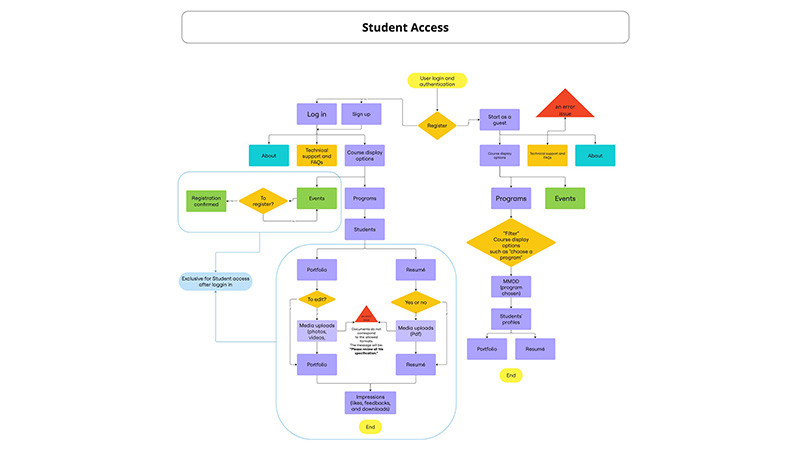 Student Access
User login and
authentication
Register
Log in
Sign up
Start as a
guest
an error
issue
About
Technical
support and
FAQs
Course display
options
Course display
options
Technical support and
FAQs
About
Registration
confirmed
To
register?
Events
Programs
Programs
Events
Students
"Filter"
Course display
options
such as "choose a
program"
Exclusive for Student access
after loggin in
Portfolio
Resumé
MMDD
(program
chosen)
To edit?
Yes or no
Students'
profiles
Media uploads
(photos,
videos,
Documents do not
correspond
to the allowed
formats.
The message will be
"Please review all file
specification."
Media uploads
(Pdf)
Portfolio
Resumé
Portfolio
Resumé
End
Impressions
(likes, feedbacks,
and downloads)
End